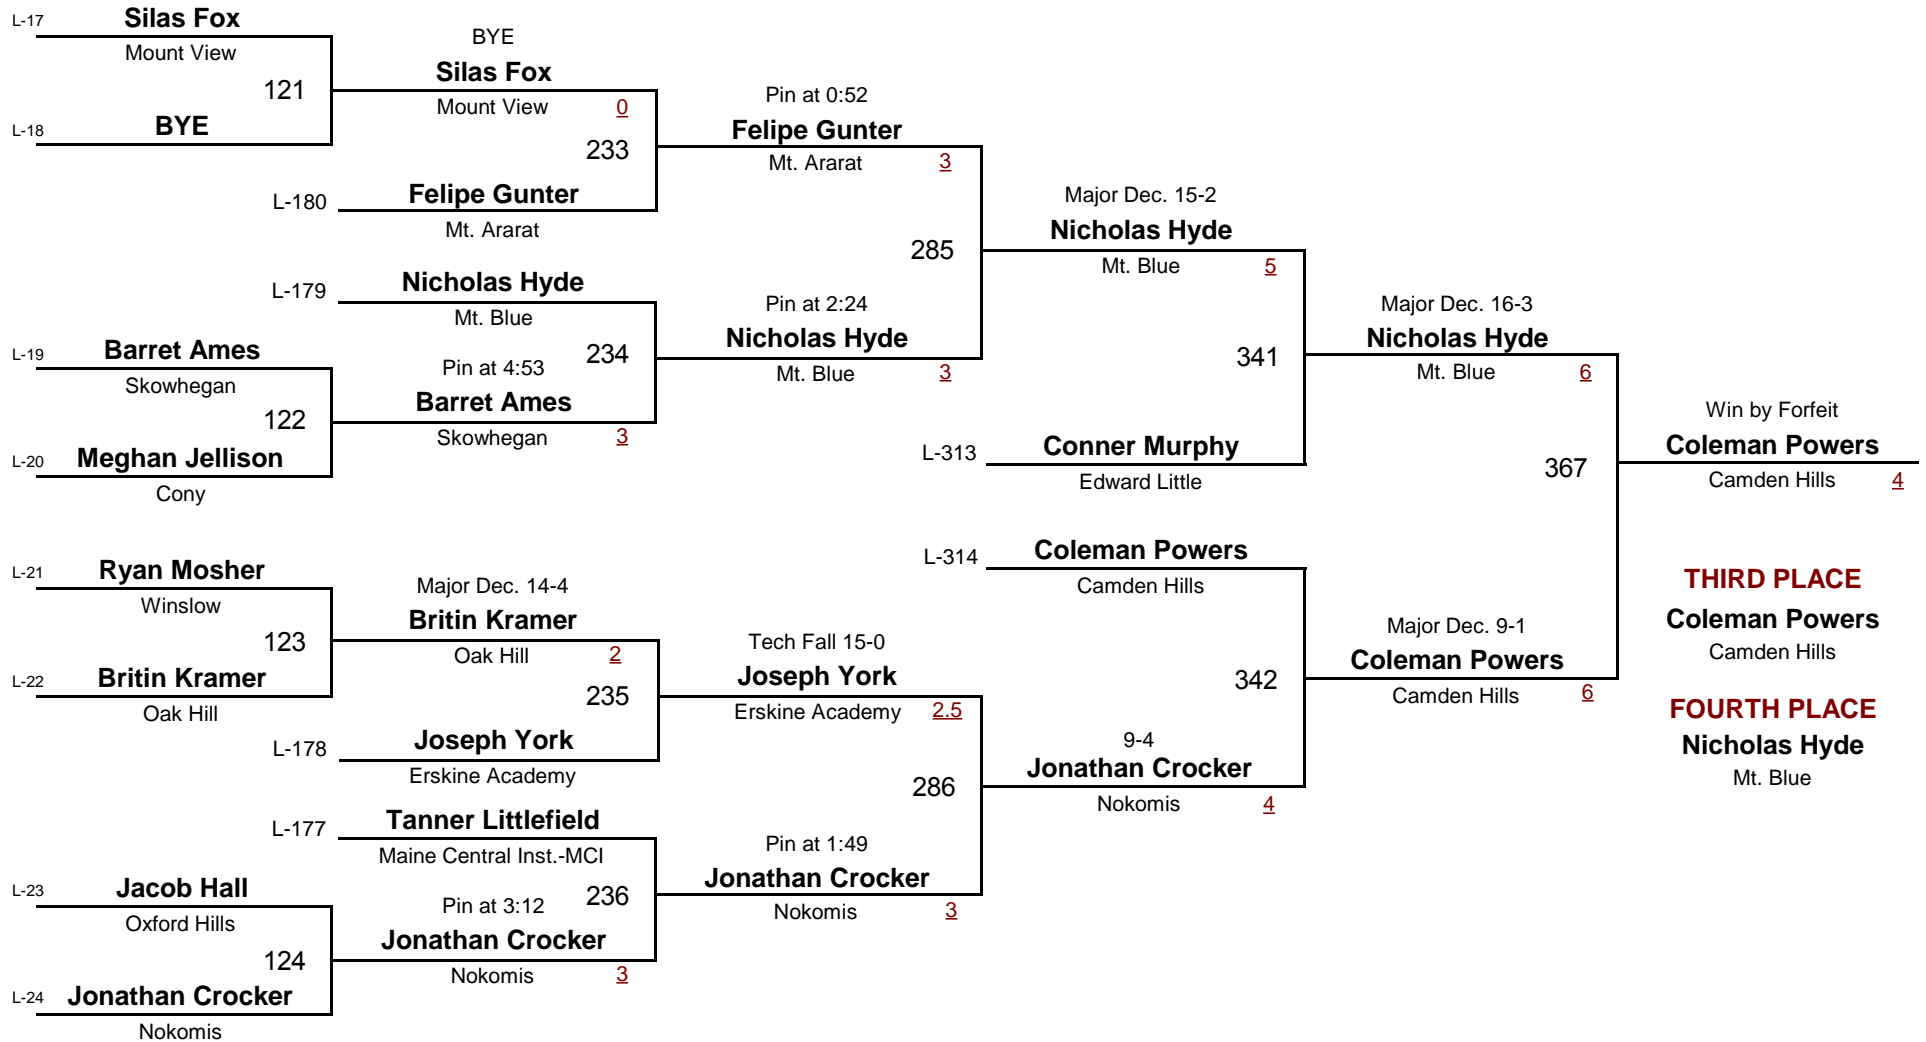 L-17
Silas Fox
Mount View
121
L-18
BYE
BYE
Silas Fox
Mount View
0
233
L-180
Felipe Gunter
Mt. Ararat
Pin at 0:52
Felipe Gunter
Mt. Ararat
3
285
L-179
Nicholas Hyde
Mt. Blue
234
L-19
Barret Ames
Skowhegan
122
L-20
Meghan Jellison
Cony
Pin at 4:53
Barret Ames
Skowhegan
3
Pin at 2:24
Nicholas Hyde
Mt. Blue
3
Major Dec. 15-2
Nicholas Hyde
Mt. Blue
5
341
L-313
Conner Murphy
Edward Little
Major Dec. 16-3
Nicholas Hyde
Mt. Blue
6
367
Win by Forfeit
Coleman Powers
Camden Hills
4
L-21
Ryan Mosher
Winslow
123
L-22
Britin Kramer
Oak Hill
Major Dec. 14-4
Britin Kramer
Oak Hill
2
235
L-178
Joseph York
Erskine Academy
Tech Fall 15-0
Joseph York
Erskine Academy
2.5
286
L-177
Tanner Littlefield
Maine Central Inst.-MCI
236
L-23
Jacob Hall
Oxford Hills
124
L-24
Jonathan Crocker
Nokomis
Pin at 3:12
Jonathan Crocker
Nokomis
3
Pin at 1:49
Jonathan Crocker
Nokomis
3
L-314
Coleman Powers
Camden Hills
342
9-4
Jonathan Crocker
Nokomis
4
Major Dec. 9-1
Coleman Powers
Camden Hills
6
THIRD PLACE
Coleman Powers
Camden Hills
FOURTH PLACE
Nicholas Hyde
Mt. Blue